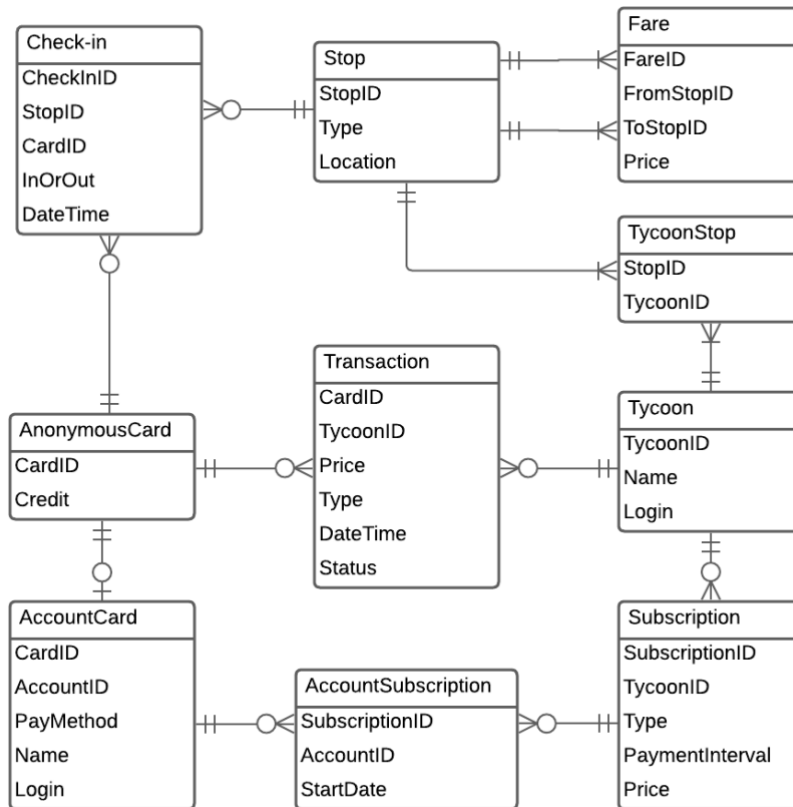 Check-in
CheckInID
StopID
CardID
InOrOut
DateTime
Stop
StopID
Type
Location
Fare
FareID
FromStopID
ToStopID
Price
TycoonStop
StopID
TycoonID
AnonymousCard
CardID
Credit
Transaction
CardID
TycoonID
Price
Type
DateTime
Status
Tycoon
TycoonID
Name
Login
AccountCard
CardID
AccountID
PayMethod
Name
Login
AccountSubscription
SubscriptionID
AccountID
StartDate
Subscription
SubscriptionID
TycoonID
Type
PaymentInterval
Price